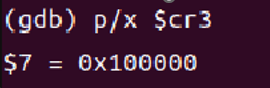 (gdb) p/x $cr3
$7 = 0x100000